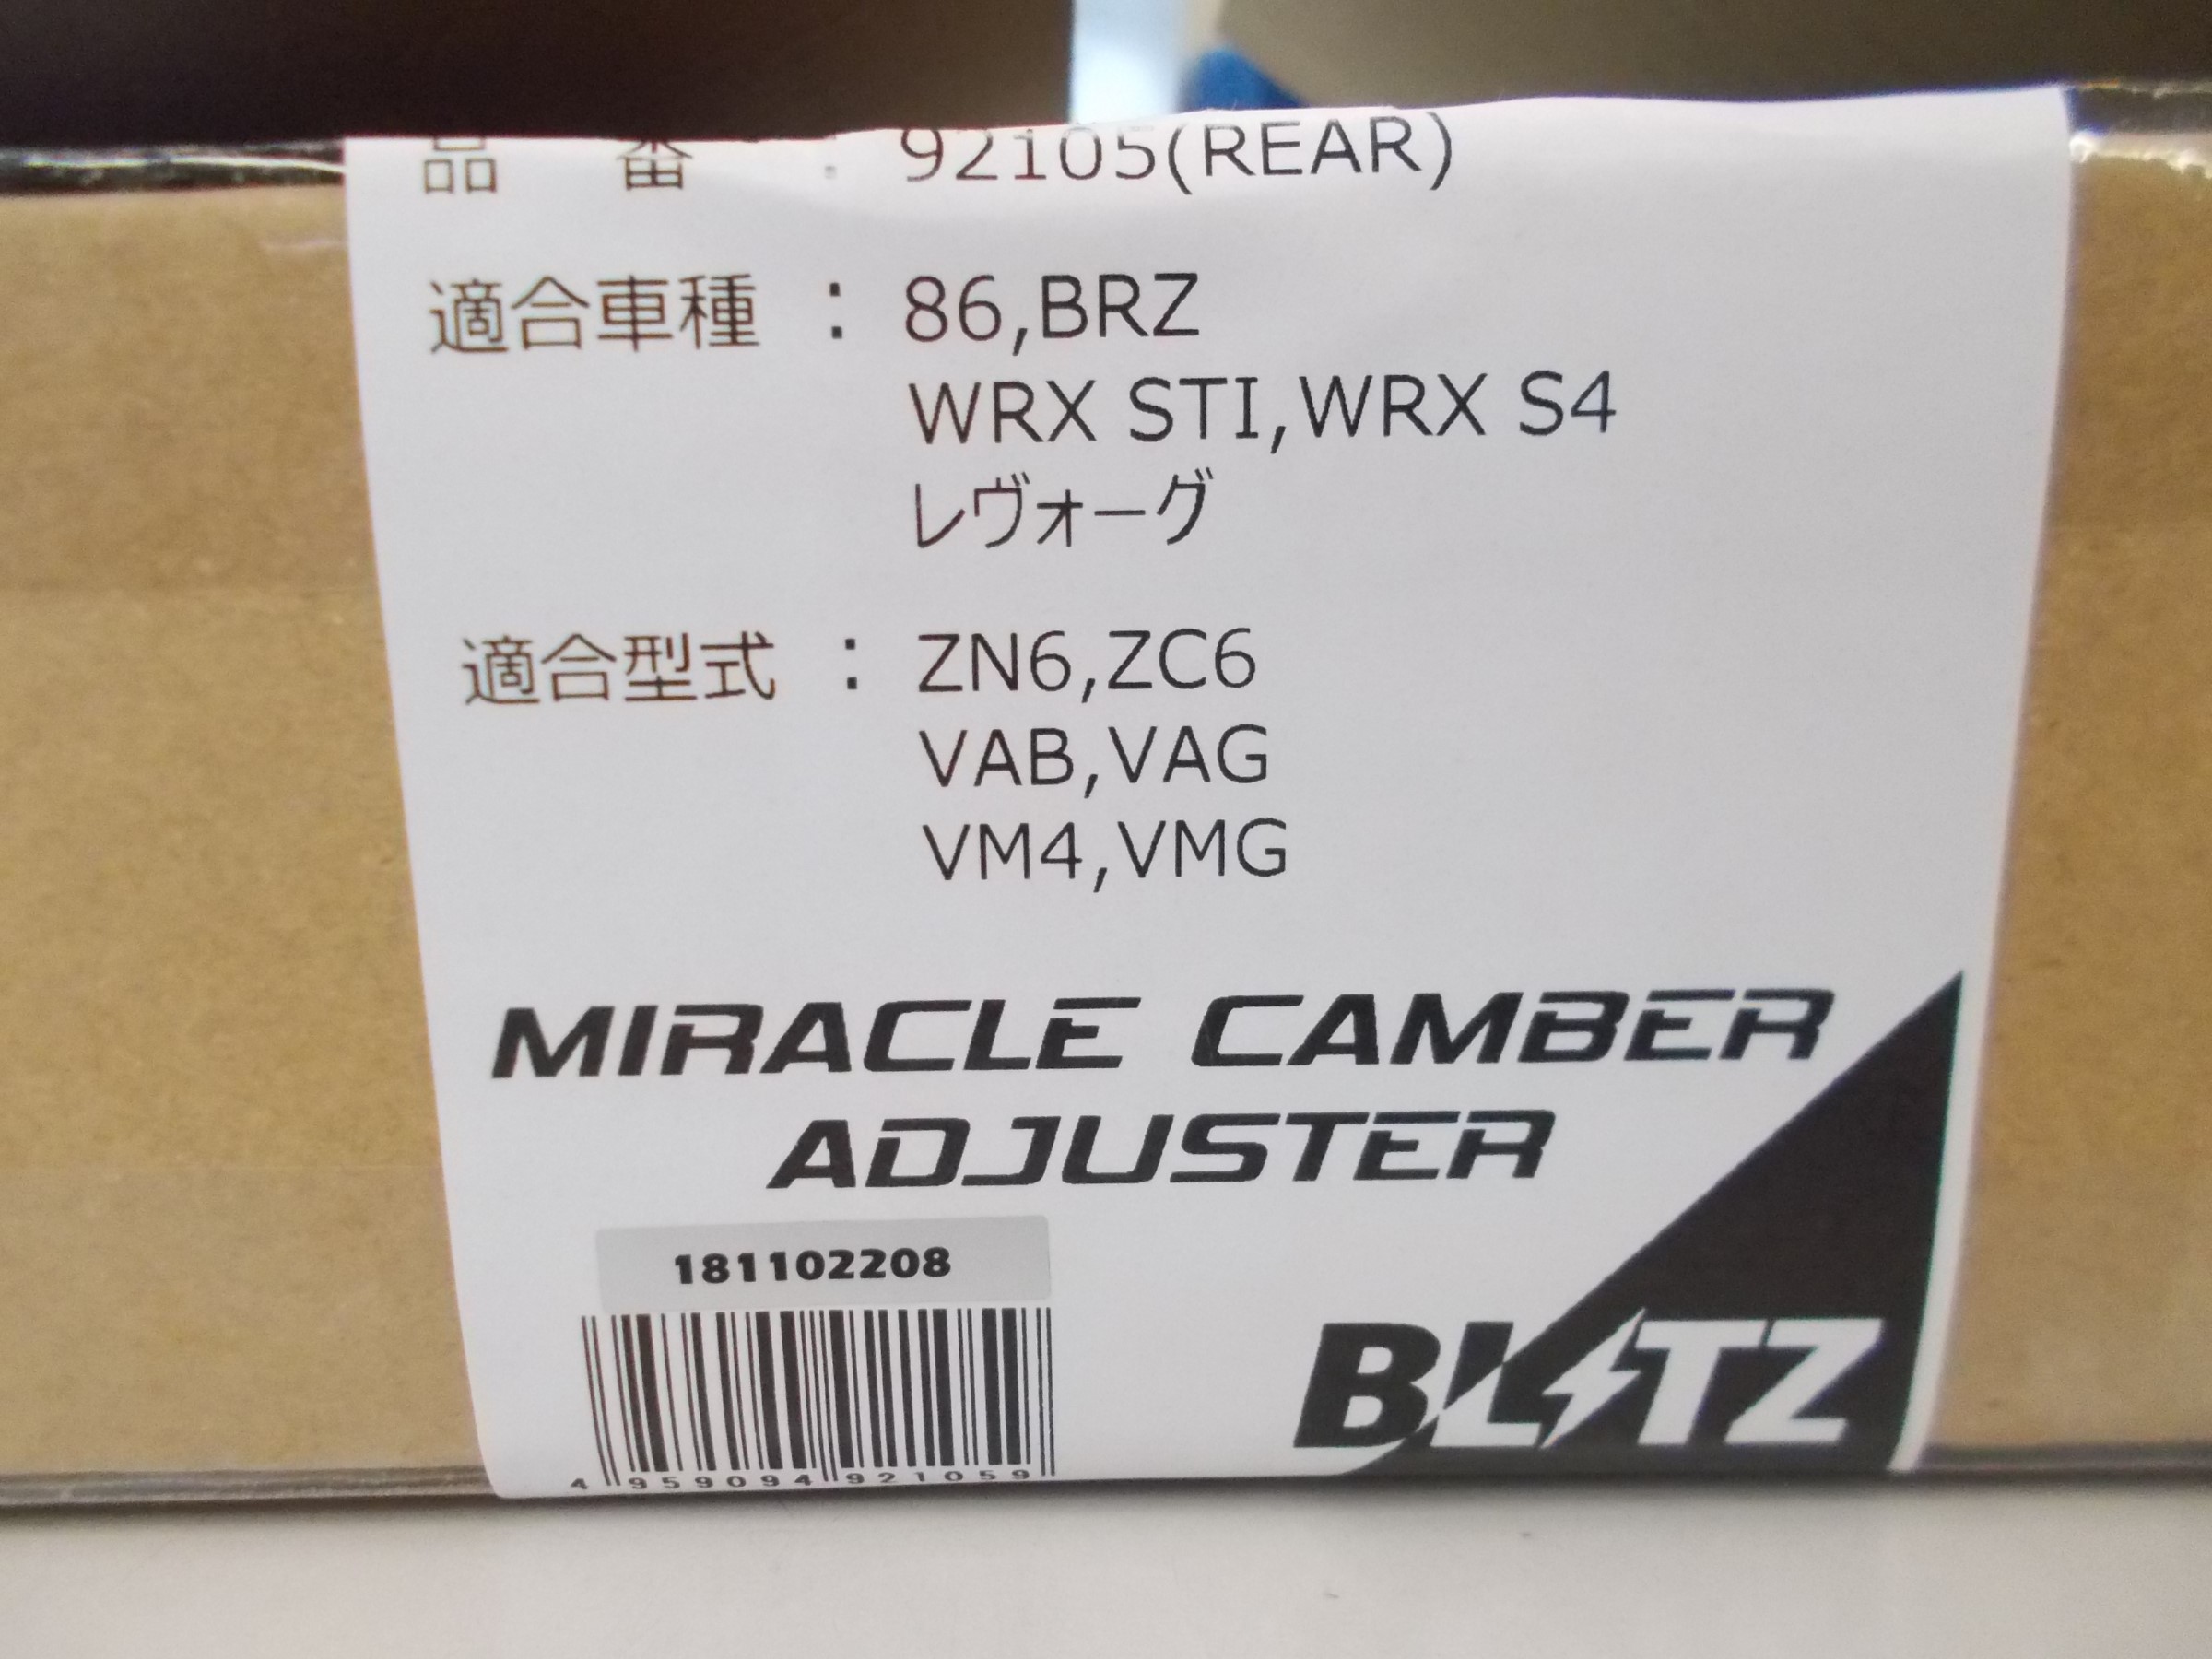 品 番 : 92105(REAR)
適合車種 : 86,BRZ
WRX STI,WRX S4
レヴォーグ
適合型式 : ZN6,ZC6
VAB,VAG
VM4,VMG
MIRACLE CAMBER
ADJUSTER
181102208
4 959094 921059
BLITZ